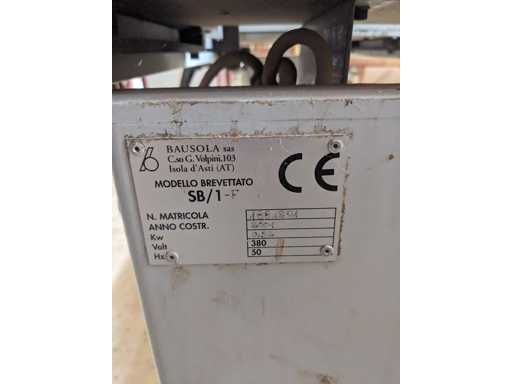 BAUSOLA sas
C.so G. Volpini, 103
Isola d'Asti (AT)
CE
MODELLO BREVETTATO
SB/1-F
N. MATRICOLA
ANNO COSTR.
Kw
Volt 380
Hx 50